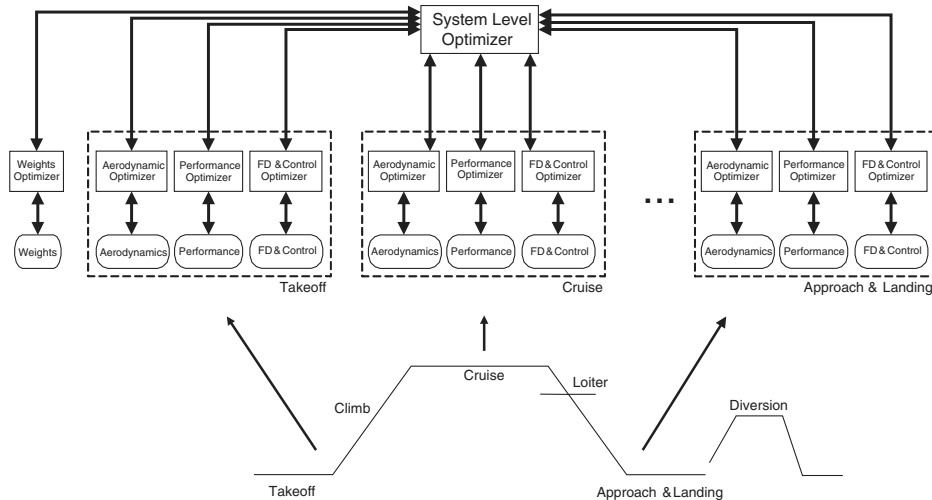 System Level
Optimizer
Weights
Optimizer
Aerodynamic
Optimizer
Performance
Optimizer
FD & Control
Optimizer
Aerodynamic
Optimizer
Performance
Optimizer
FD & Control
Optimizer
...
Aerodynamic
Optimizer
Performance
Optimizer
FD & Control
Optimizer
Weights
Aerodynamics
Performance
FD & Control
Aerodynamics
Performance
FD & Control
Aerodynamics
Performance
FD & Control
Takeoff
Cruise
Approach & Landing
Cruise
Loiter
Climb
Diversion
Takeoff
Approach & Landing